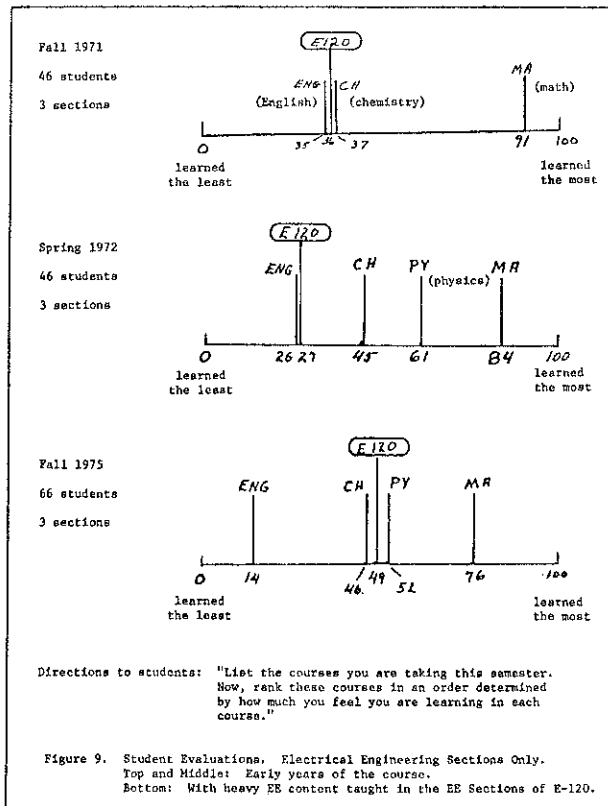 Fall 1971
46 students
3 sections
E120
ENG
(English)
CH
(chemistry)
MA
(math)
0
35
36
37
91
100
learned
the least
learned
the most
Spring 1972
46 students
3 sections
E120
ENG
CH
PY
(physics)
MA
0
26
27
45
61
84
100
learned
the least
learned
the most
Fall 1975
66 students
3 sections
E120
ENG
CH
PY
MA
0
14
46
49
52
76
100
learned
the least
learned
the most
Directions to students: "List the courses you are taking this semester.
Now, rank these courses in an order determined
by how much you feel you are learning in each
course."
Figure 9. Student Evaluations. Electrical Engineering Sections Only.
Top and Middle: Early years of the course.
Bottom: With heavy EE content taught in the EE Sections of E-120.